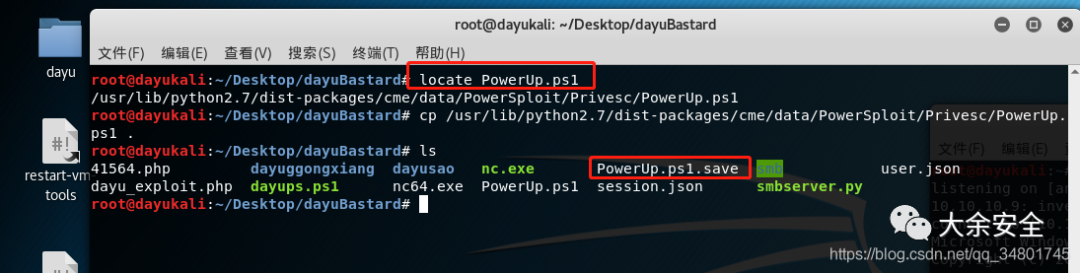 root@dayukali: ~/Desktop/dayuBastard
文件(F) 编辑(E) 查看(V) 搜索(S) 终端(T) 帮助(H)
dayu
root@dayukali:~/Desktop/dayuBastard# locate PowerUp.ps1
/usr/lib/python2.7/dist-packages/cme/data/PowerSploit/Privesc/PowerUp.ps1
root@dayukali:~/Desktop/dayuBastard# cp /usr/lib/python2.7/dist-packages/cme/data/PowerSploit/Privesc/PowerUp.
ps1 .
root@dayukali:~/Desktop/dayuBastard# ls
41564.php dayugongxiang dayusao nc.exe PowerUp.ps1.save smb user.json
dayu_exploit.php dayups.ps1 nc64.exe PowerUp.ps1 session.json smbserver.py
root@dayukali:~/Desktop/dayuBastard#
#!
restart-vm-
tools
文件(F) 编辑(E)
listening on [an
10.10.10.9: inve
Microsoft Window
大余安全
https://blog.csdn.net/qq_34801745